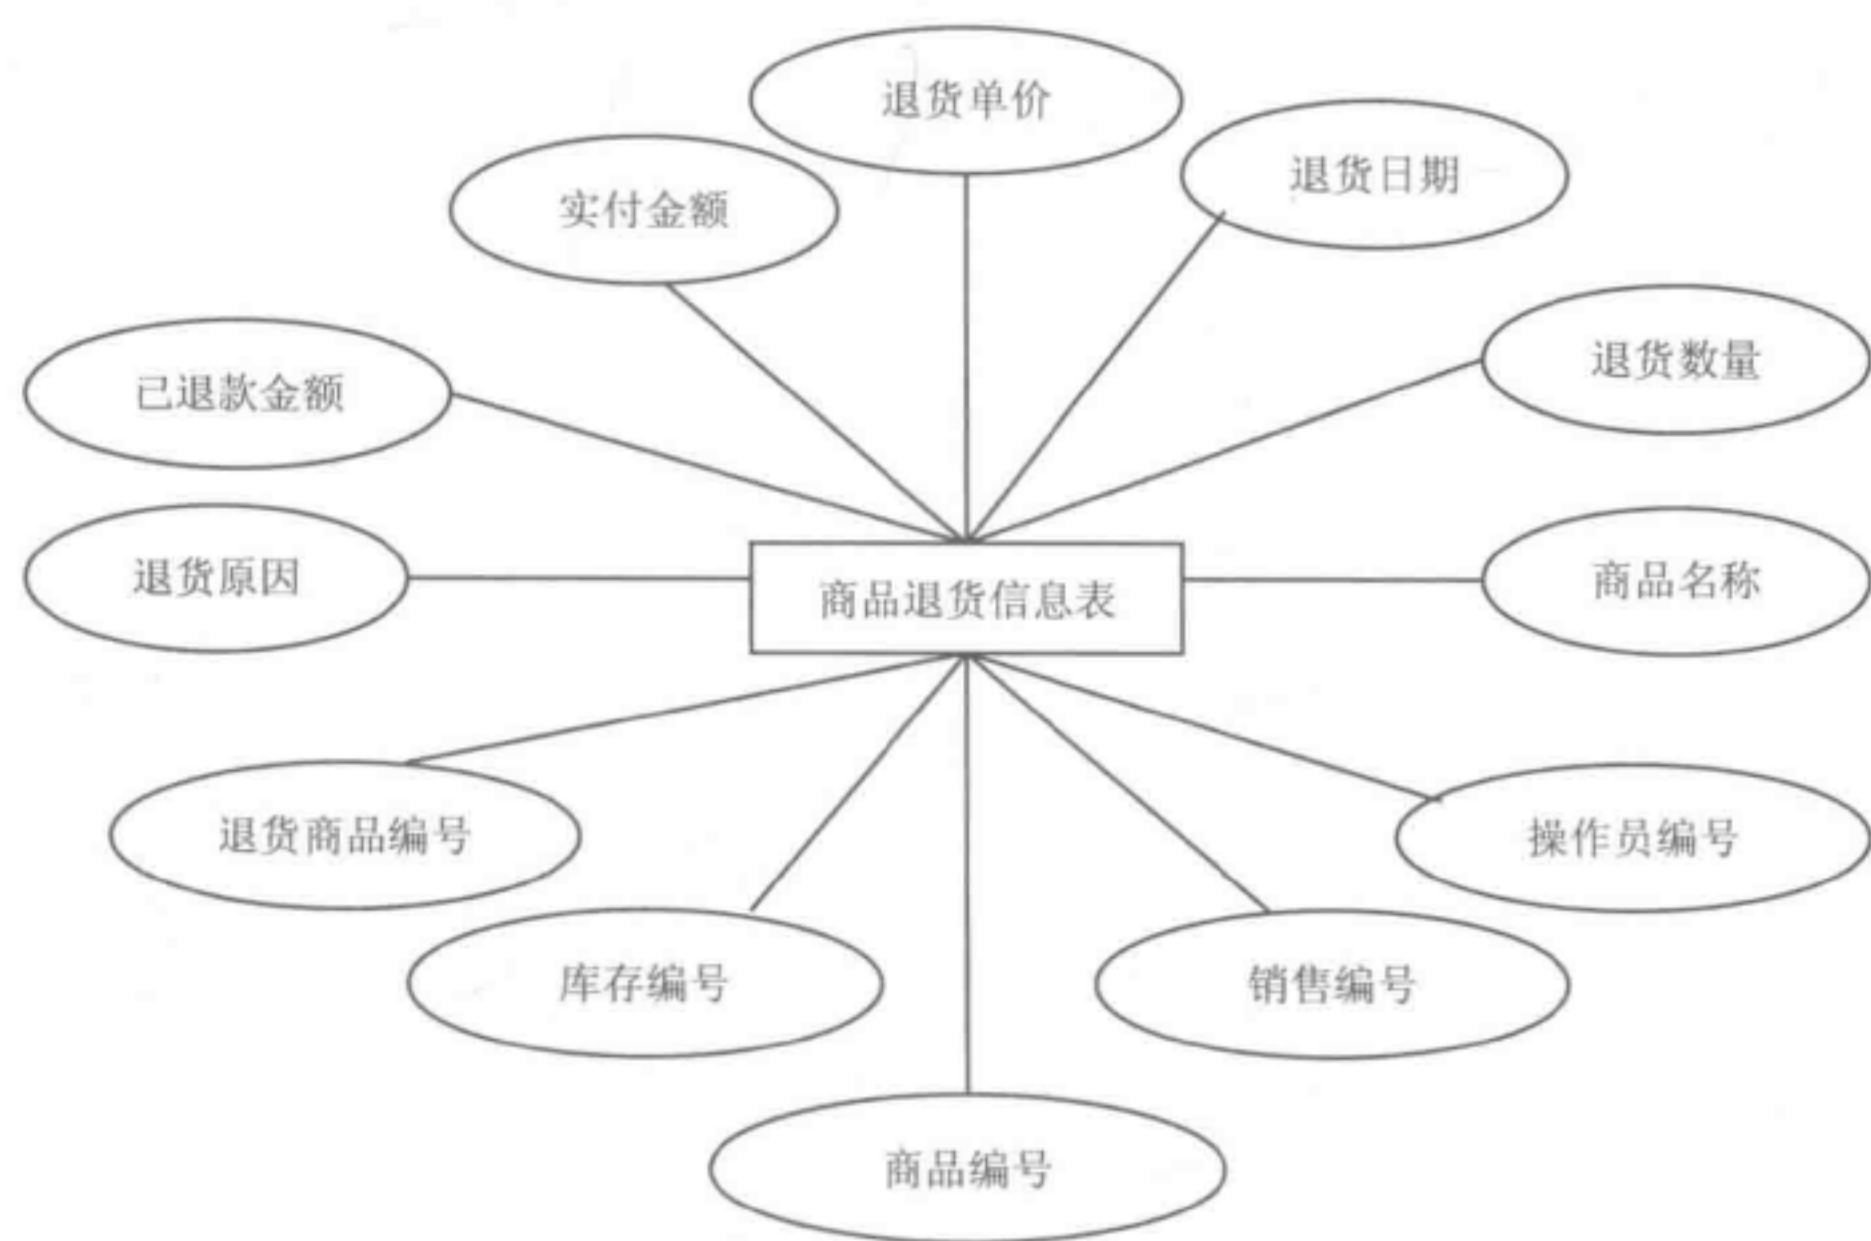 退货单价
退货日期
实付金额
退货数量
已退款金额
退货原因
商品退货信息表
商品名称
退货商品编号
操作员编号
库存编号
销售编号
商品编号